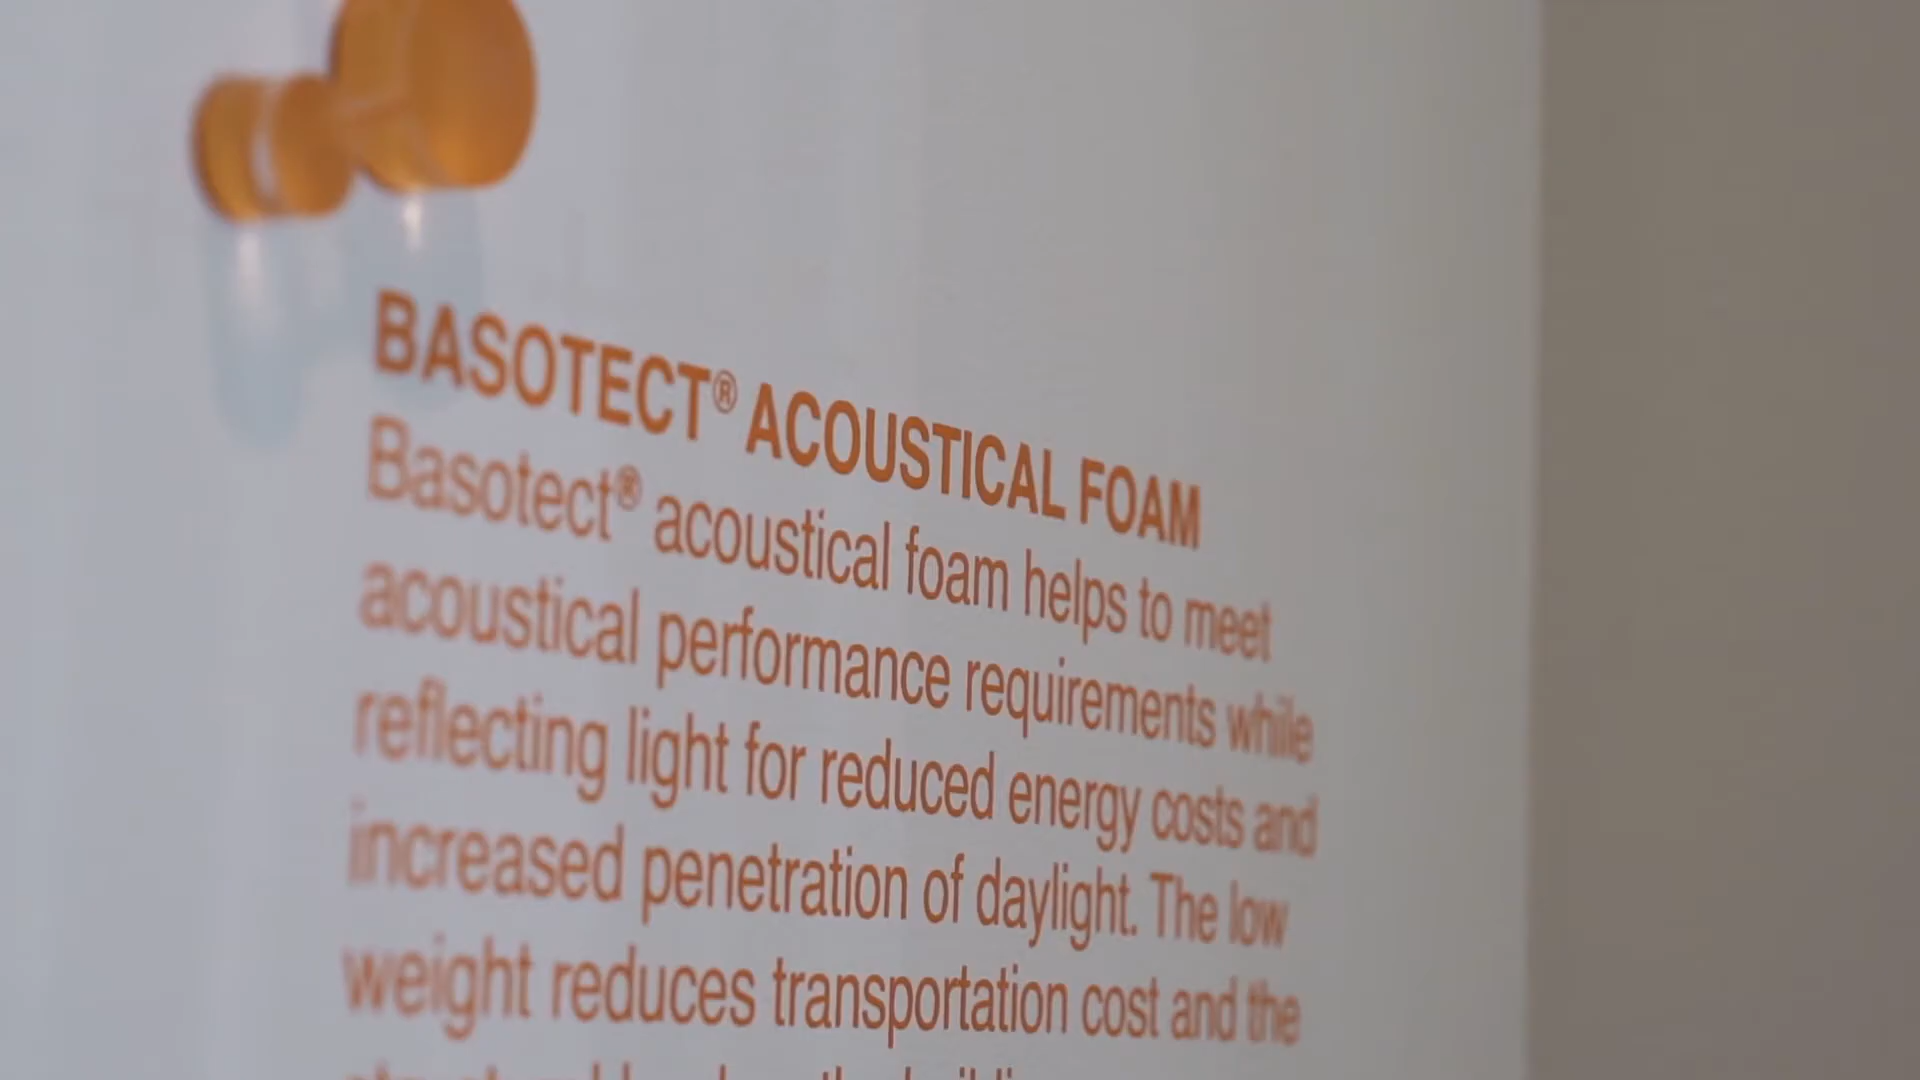 BASOTECT® ACOUSTICAL FOAM
Basotect® acoustical foam helps to meet
acoustical performance requirements while
reflecting light for reduced energy costs and
increased penetration of daylight. The low
weight reduces transportation cost and the